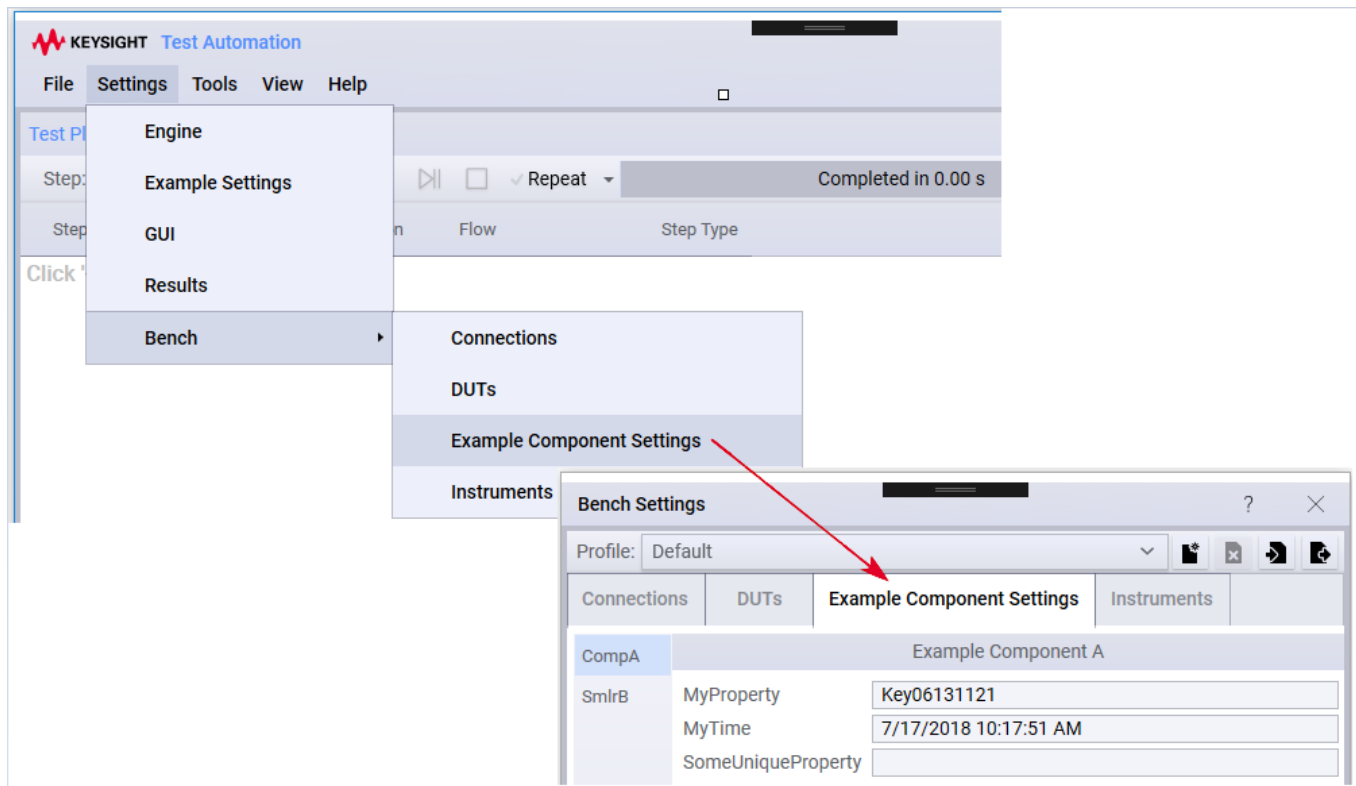 KEYSIGHT Test Automation
File Settings Tools View Help
Test Pl
Engine
Step:
Example Settings
Repeat
Completed in 0.00 s
Step
GUI
n
Flow
Step Type
Click '
Results
Bench
Connections
DUTs
Example Component Settings
Instruments
Bench Settings
?
Profile: Default
Connections DUTs Example Component Settings Instruments
CompA
Example Component A
SmlrB
MyProperty Key06131121
MyTime 7/17/2018 10:17:51 AM
SomeUniqueProperty